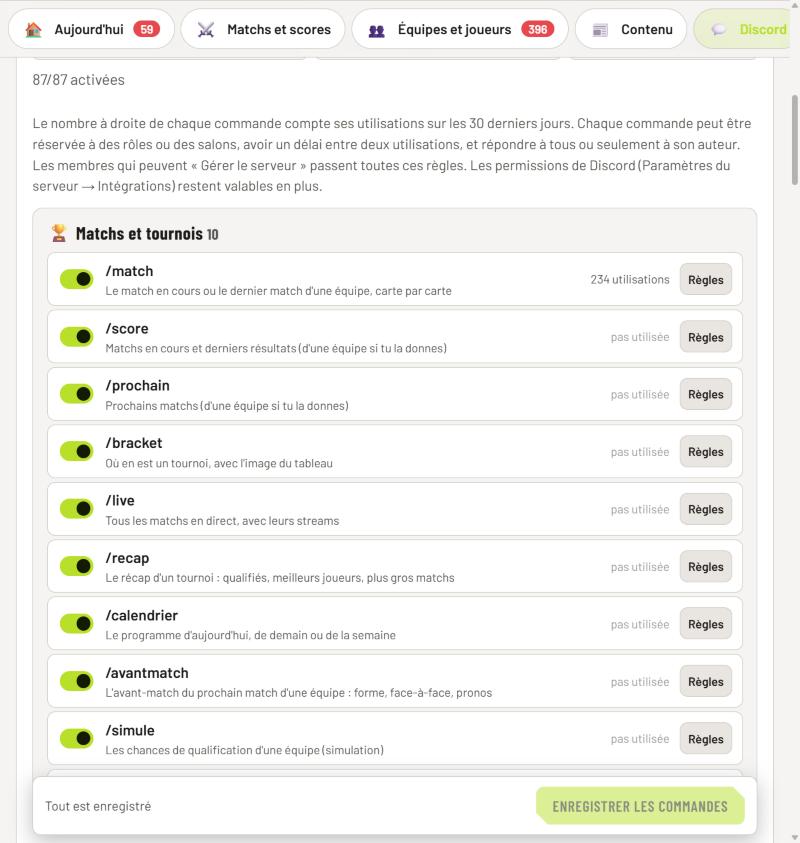 Aujourd'hui 59 Matchs et scores Équipes et joueurs 396 Contenu Discord
87/87 activées
Le nombre à droite de chaque commande compte ses utilisations sur les 30 derniers jours. Chaque commande peut être
réservée à des rôles ou des salons, avoir un délai entre deux utilisations, et répondre à tous ou seulement à son auteur.
Les membres qui peuvent « Gérer le serveur » passent toutes ces règles. Les permissions de Discord (Paramètres du
serveur → Intégrations) restent valables en plus.
Matchs et tournois 10
/match
Le match en cours ou le dernier match d'une équipe, carte par carte
234 utilisations Règles
/score
Matchs en cours et derniers résultats (d'une équipe si tu la donnes)
pas utilisée Règles
/prochain
Prochains matchs (d'une équipe si tu la donnes)
pas utilisée Règles
/bracket
Où en est un tournoi, avec l'image du tableau
pas utilisée Règles
/live
Tous les matchs en direct, avec leurs streams
pas utilisée Règles
/recap
Le récap d'un tournoi : qualifiés, meilleurs joueurs, plus gros matchs
pas utilisée Règles
/calendrier
Le programme d'aujourd'hui, de demain ou de la semaine
pas utilisée Règles
/avantmatch
L'avant-match du prochain match d'une équipe : forme, face-à-face, pronos
pas utilisée Règles
/simule
Les chances de qualification d'une équipe (simulation)
pas utilisée Règles
Tout est enregistré
ENREGISTRER LES COMMANDES